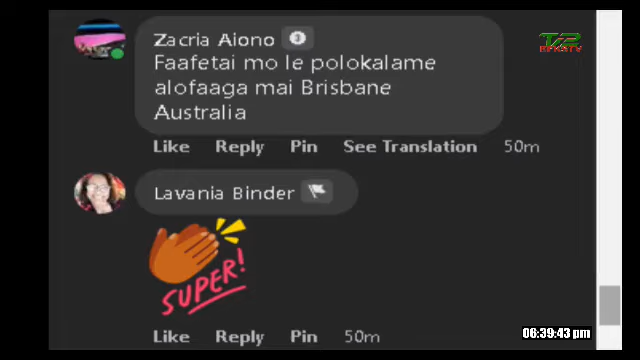 Zacria Aiono 3
Faafetai mo le polokalame
alofaaga mai Brisbane
Australia
Like Reply Pin See Translation 50m
Lavania Binder
SUPER!
Like Reply Pin 50m
06:39:43 pm